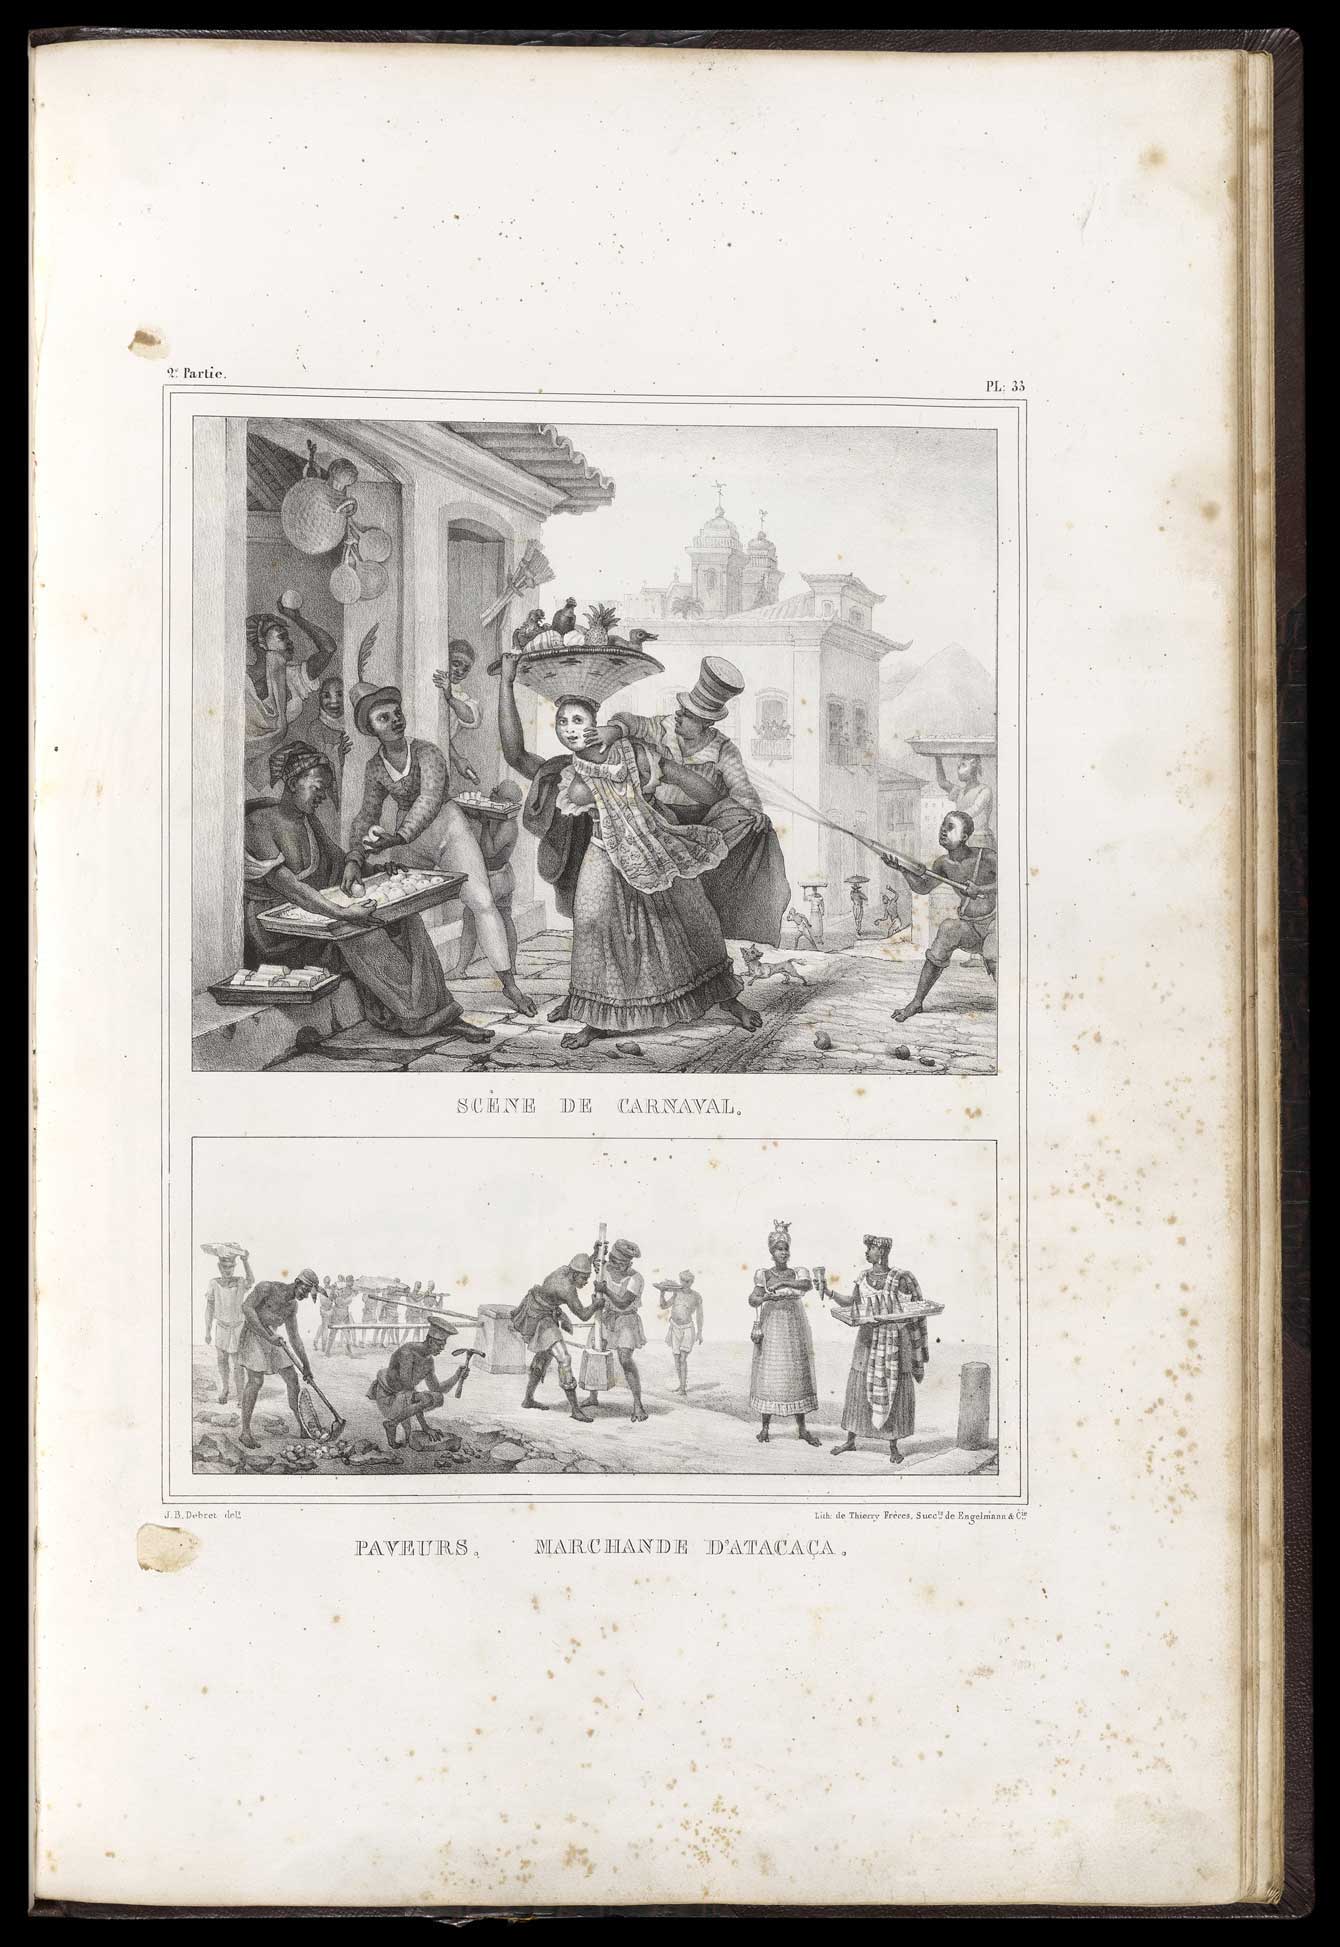 2e. Partie.
PL: 33
SCÈNE DE CARNAVAL.
J. B. Debret delt.
Lith: de Thierry Frères, Succrs. de Engelmann & Cie.
PAVEURS. MARCHANDE D'ATACAÇA.